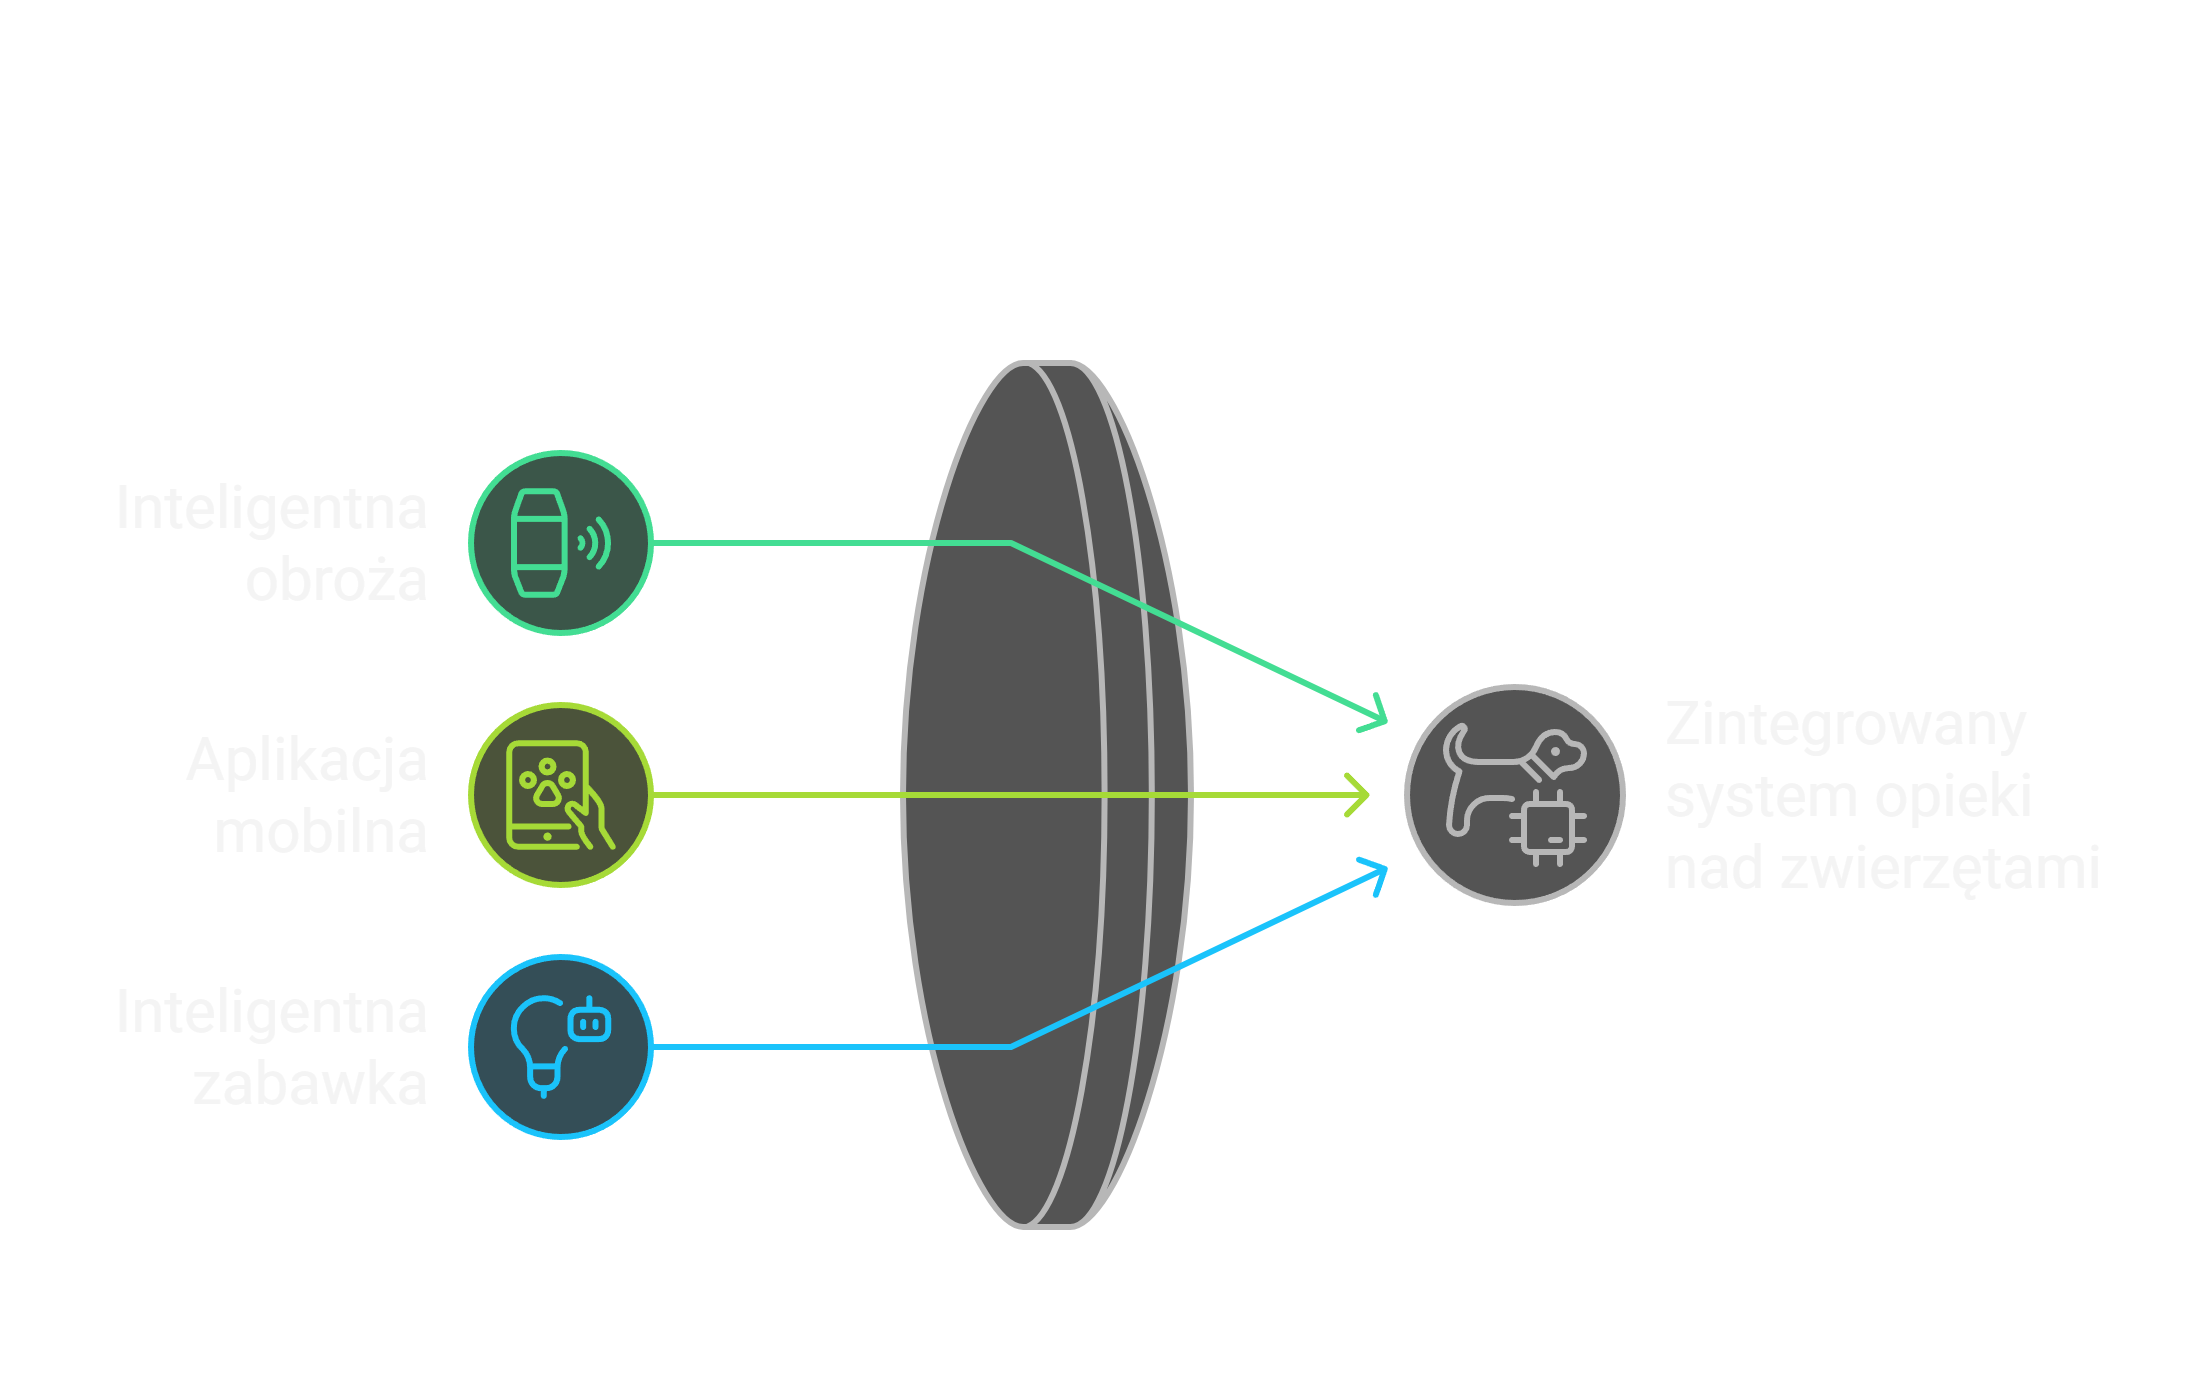 Inteligentna
obroża
Aplikacja
mobilna
Inteligentna
zabawka
Zintegrowany
system opieki
nad zwierzętami